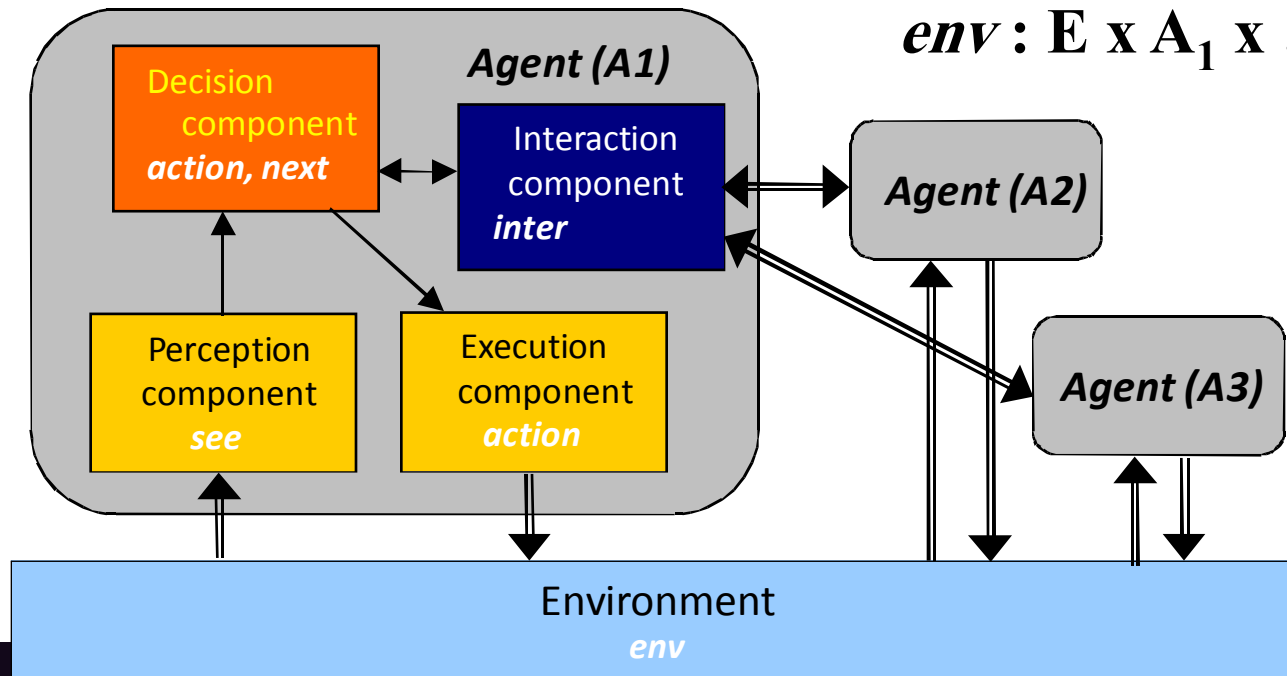 env : E x A₁ x
Agent (A1)
Decision
component
action, next
Interaction
component
inter
Agent (A2)
Perception
component
see
Execution
component
action
Agent (A3)
Environment
env